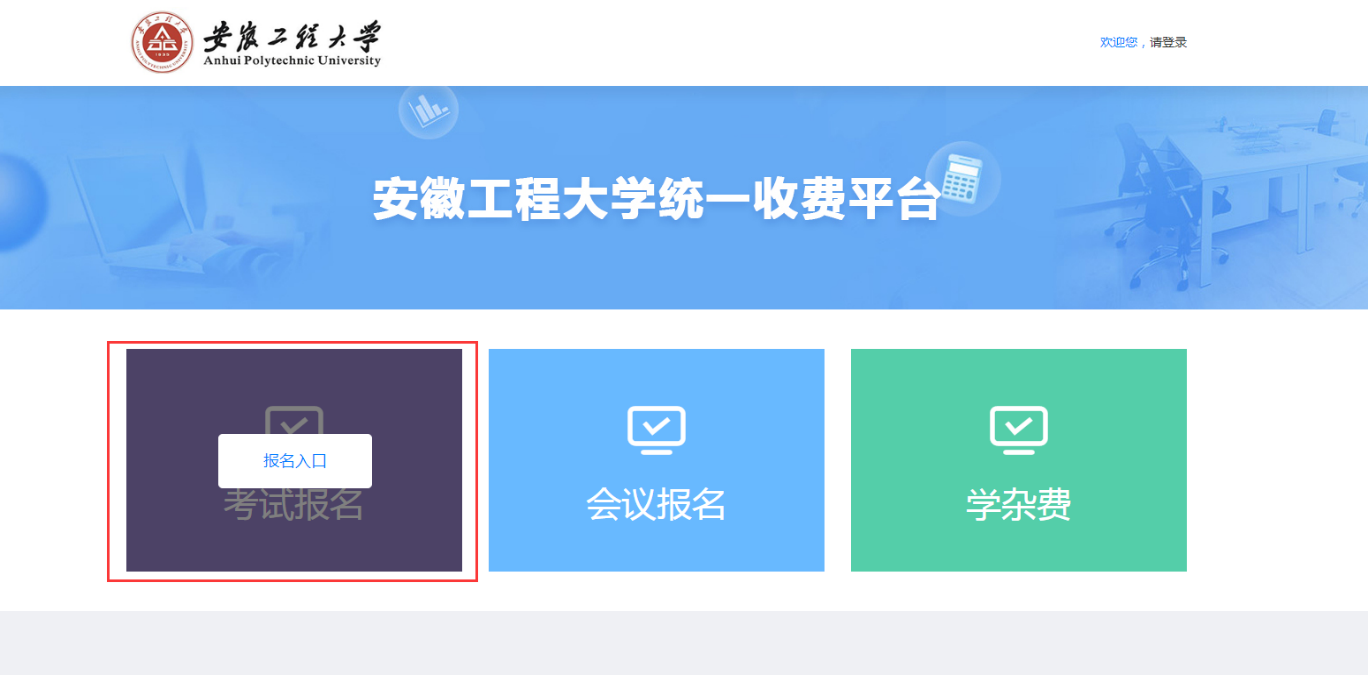 安徽工程大学
Anhui Polytechnic University
欢迎您，请登录
安徽工程大学统一收费平台
报名入口
考试报名
会议报名
学杂费